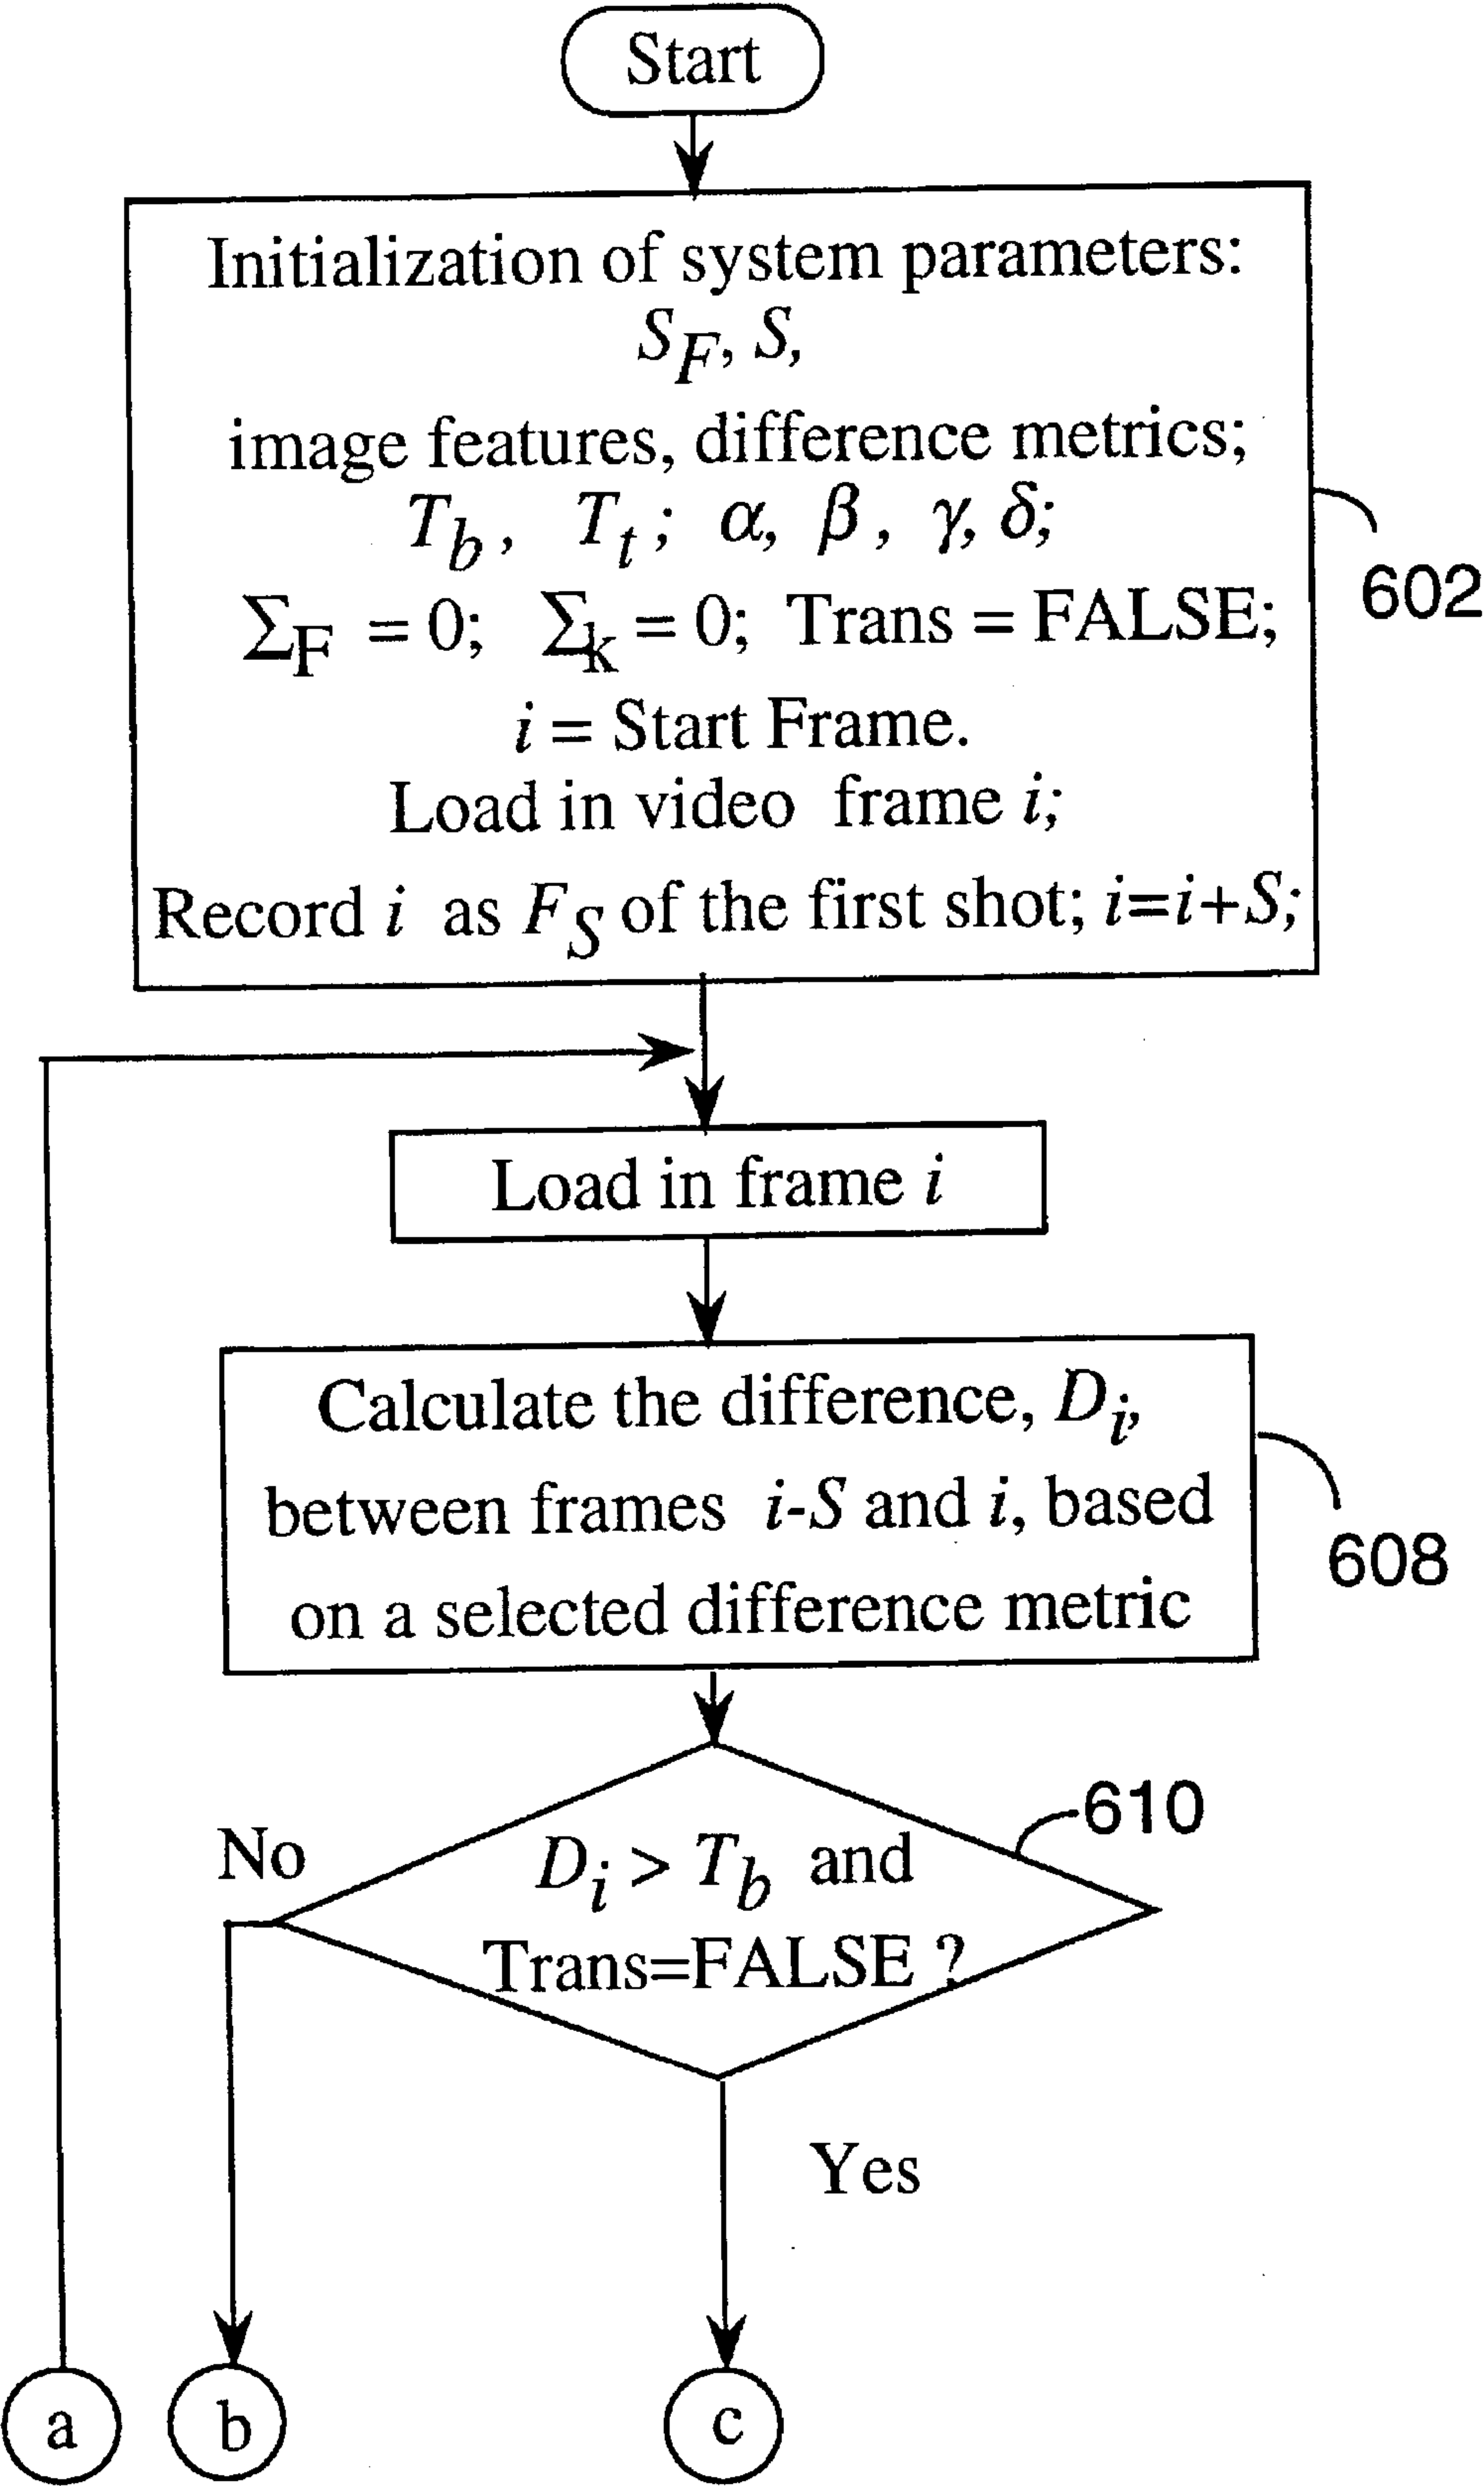 Start
Initialization of system parameters:
S_F, S,
image features, difference metrics;
T_b, T_t; α, β, γ, δ;
Σ_F = 0; Σ_k = 0; Trans = FALSE;
602
i = Start Frame.
Load in video frame i;
Record i as F_S of the first shot; i=i+S;
Load in frame i
Calculate the difference, D_i,
between frames i-S and i, based
on a selected difference metric
608
610
No
D_i > T_b and
Trans=FALSE ?
Yes
a
b
c